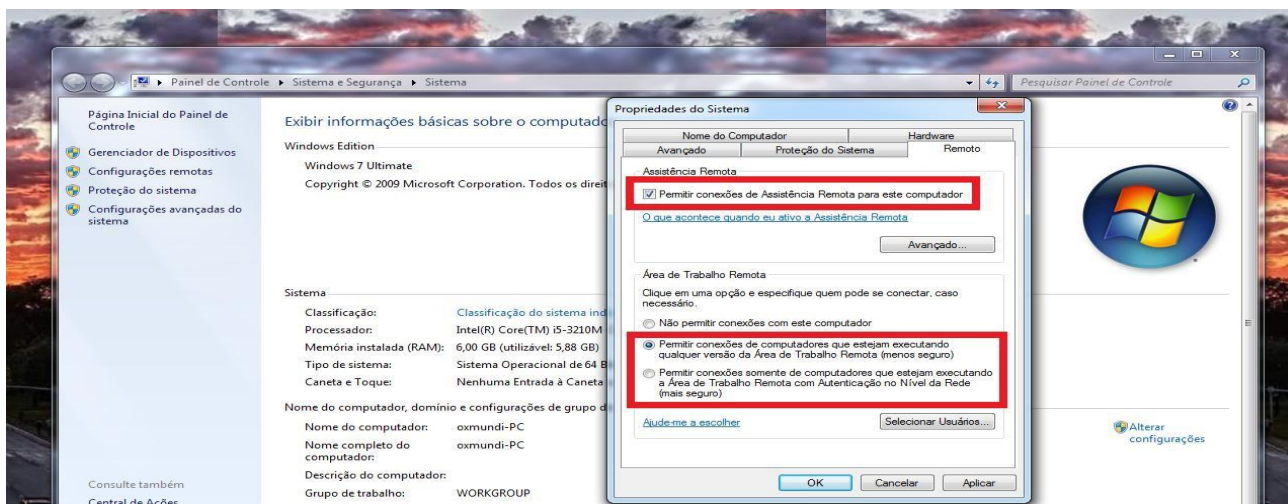 Painel de Controle ▸ Sistema e Segurança ▸ Sistema
Pesquisar Painel de Controle
Página Inicial do Painel de
Controle
Gerenciador de Dispositivos
Configurações remotas
Proteção do sistema
Configurações avançadas do
sistema
Consulte também
Central de Ações
Exibir informações básicas sobre o computado
Windows Edition
Windows 7 Ultimate
Copyright © 2009 Microsoft Corporation. Todos os direit
Sistema
Classificação: Classificação do sistema ind
Processador: Intel(R) Core(TM) i5-3210M
Memória instalada (RAM): 6,00 GB (utilizável: 5,88 GB)
Tipo de sistema: Sistema Operacional de 64 B
Caneta e Toque: Nenhuma Entrada à Caneta
Nome do computador, domínio e configurações de grupo d
Nome do computador: oxmundi-PC
Nome completo do oxmundi-PC
computador:
Descrição do computador:
Grupo de trabalho: WORKGROUP
Propriedades do Sistema
Nome do Computador Hardware
Avançado Proteção do Sistema Remoto
Assistência Remota
Permitir conexões de Assistência Remota para este computador
O que acontece quando eu ativo a Assistência Remota
Avançado...
Área de Trabalho Remota
Clique em uma opção e especifique quem pode se conectar, caso
necessário.
Não permitir conexões com este computador
Permitir conexões de computadores que estejam executando
qualquer versão da Área de Trabalho Remota (menos seguro)
Permitir conexões somente de computadores que estejam executando
a Área de Trabalho Remota com Autenticação no Nível da Rede
(mais seguro)
Ajude-me a escolher Selecionar Usuários...
OK Cancelar Aplicar
Alterar
configurações